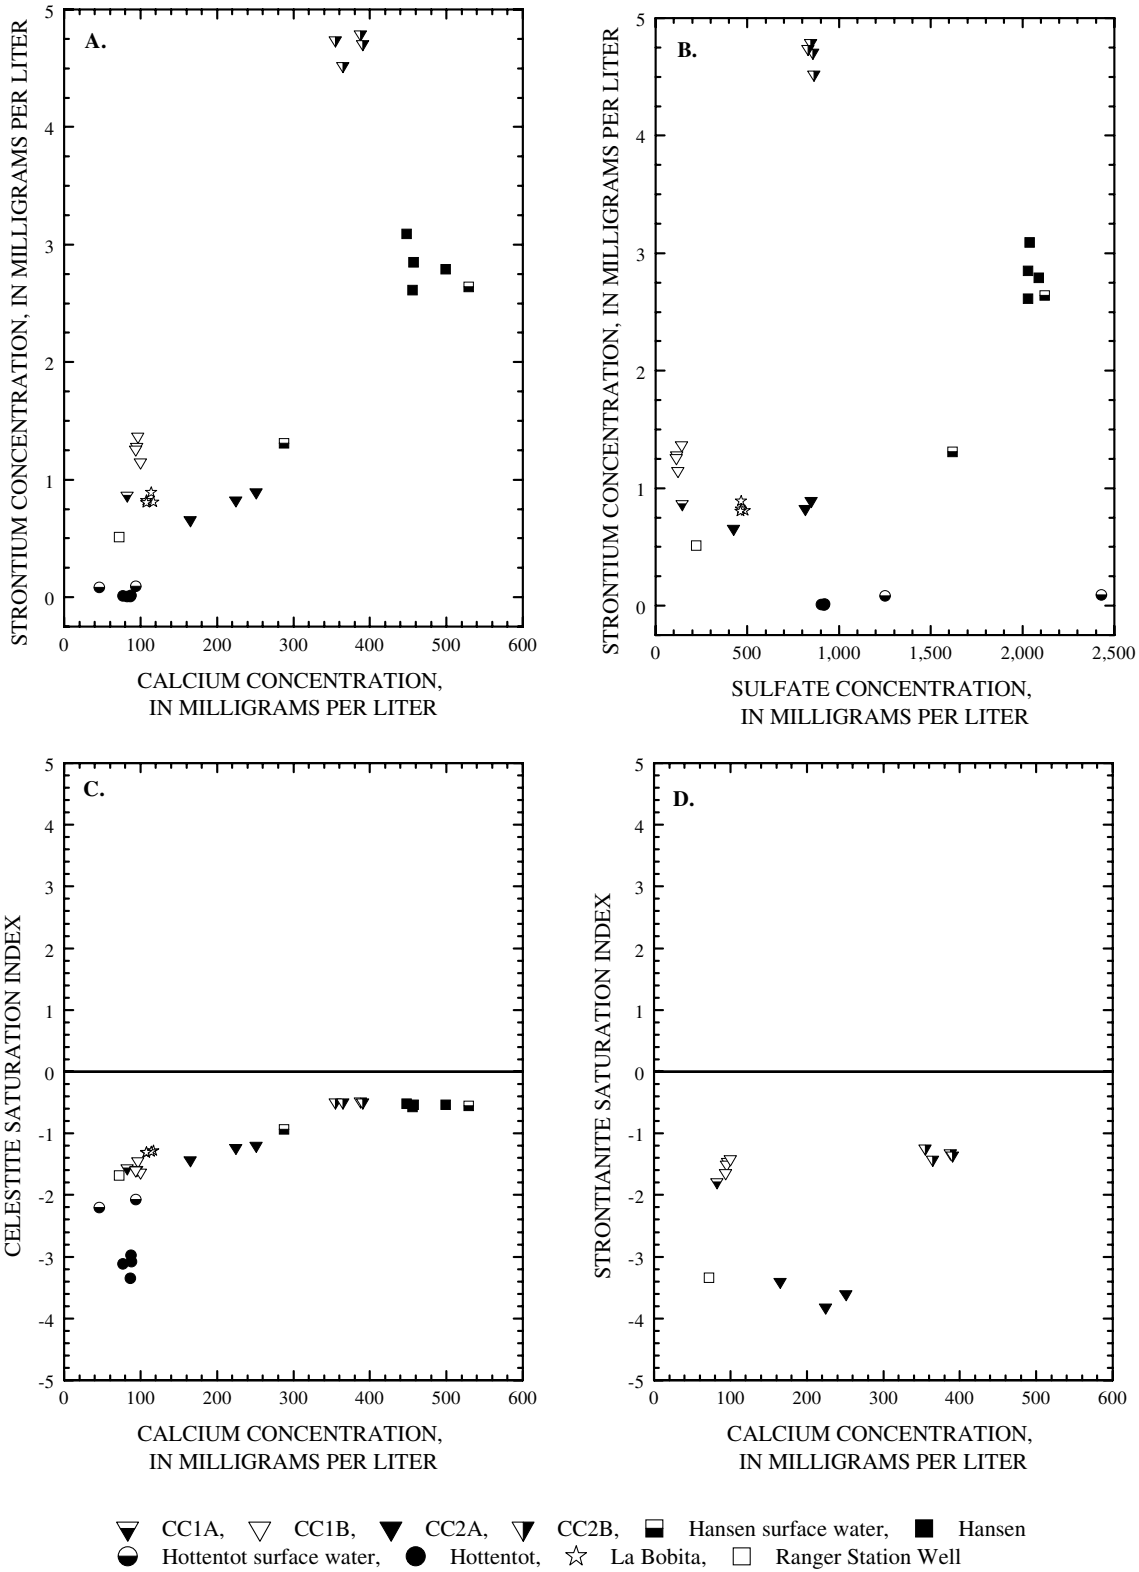 A.
STRONTIUM CONCENTRATION, IN MILLIGRAMS PER LITER
5
4
3
2
1
0
0 100 200 300 400 500 600
CALCIUM CONCENTRATION,
IN MILLIGRAMS PER LITER
B.
STRONTIUM CONCENTRATION, IN MILLIGRAMS PER LITER
5
4
3
2
1
0
0 500 1,000 1,500 2,000 2,500
SULFATE CONCENTRATION,
IN MILLIGRAMS PER LITER
C.
CELESTITE SATURATION INDEX
5
4
3
2
1
0
-1
-2
-3
-4
-5
0 100 200 300 400 500 600
CALCIUM CONCENTRATION,
IN MILLIGRAMS PER LITER
D.
STRONTIANITE SATURATION INDEX
5
4
3
2
1
0
-1
-2
-3
-4
-5
0 100 200 300 400 500 600
CALCIUM CONCENTRATION,
IN MILLIGRAMS PER LITER
CC1A, CC1B, CC2A, CC2B, Hansen surface water, Hansen
Hottentot surface water, Hottentot, La Bobita, Ranger Station Well